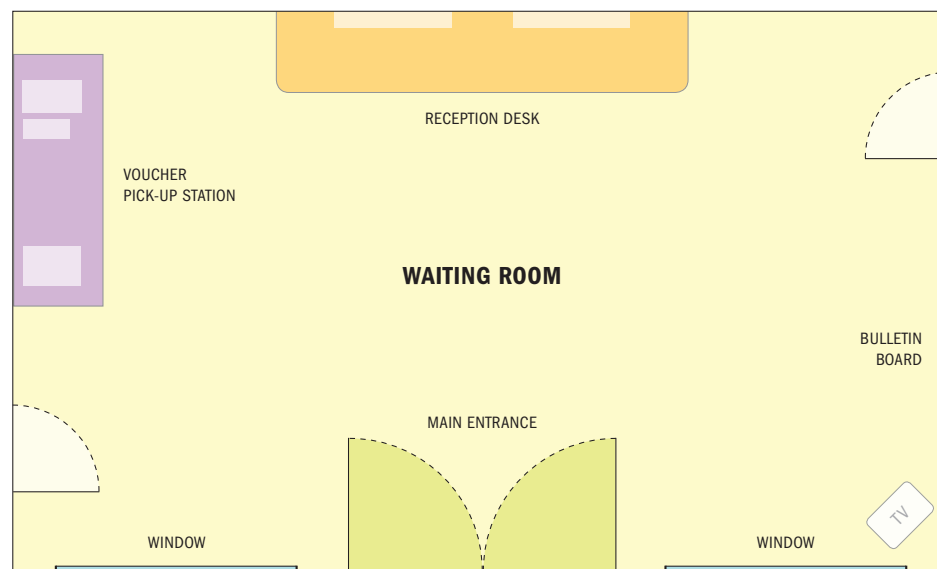 RECEPTION DESK
VOUCHER
PICK-UP STATION
WAITING ROOM
BULLETIN
BOARD
MAIN ENTRANCE
TV
WINDOW
WINDOW